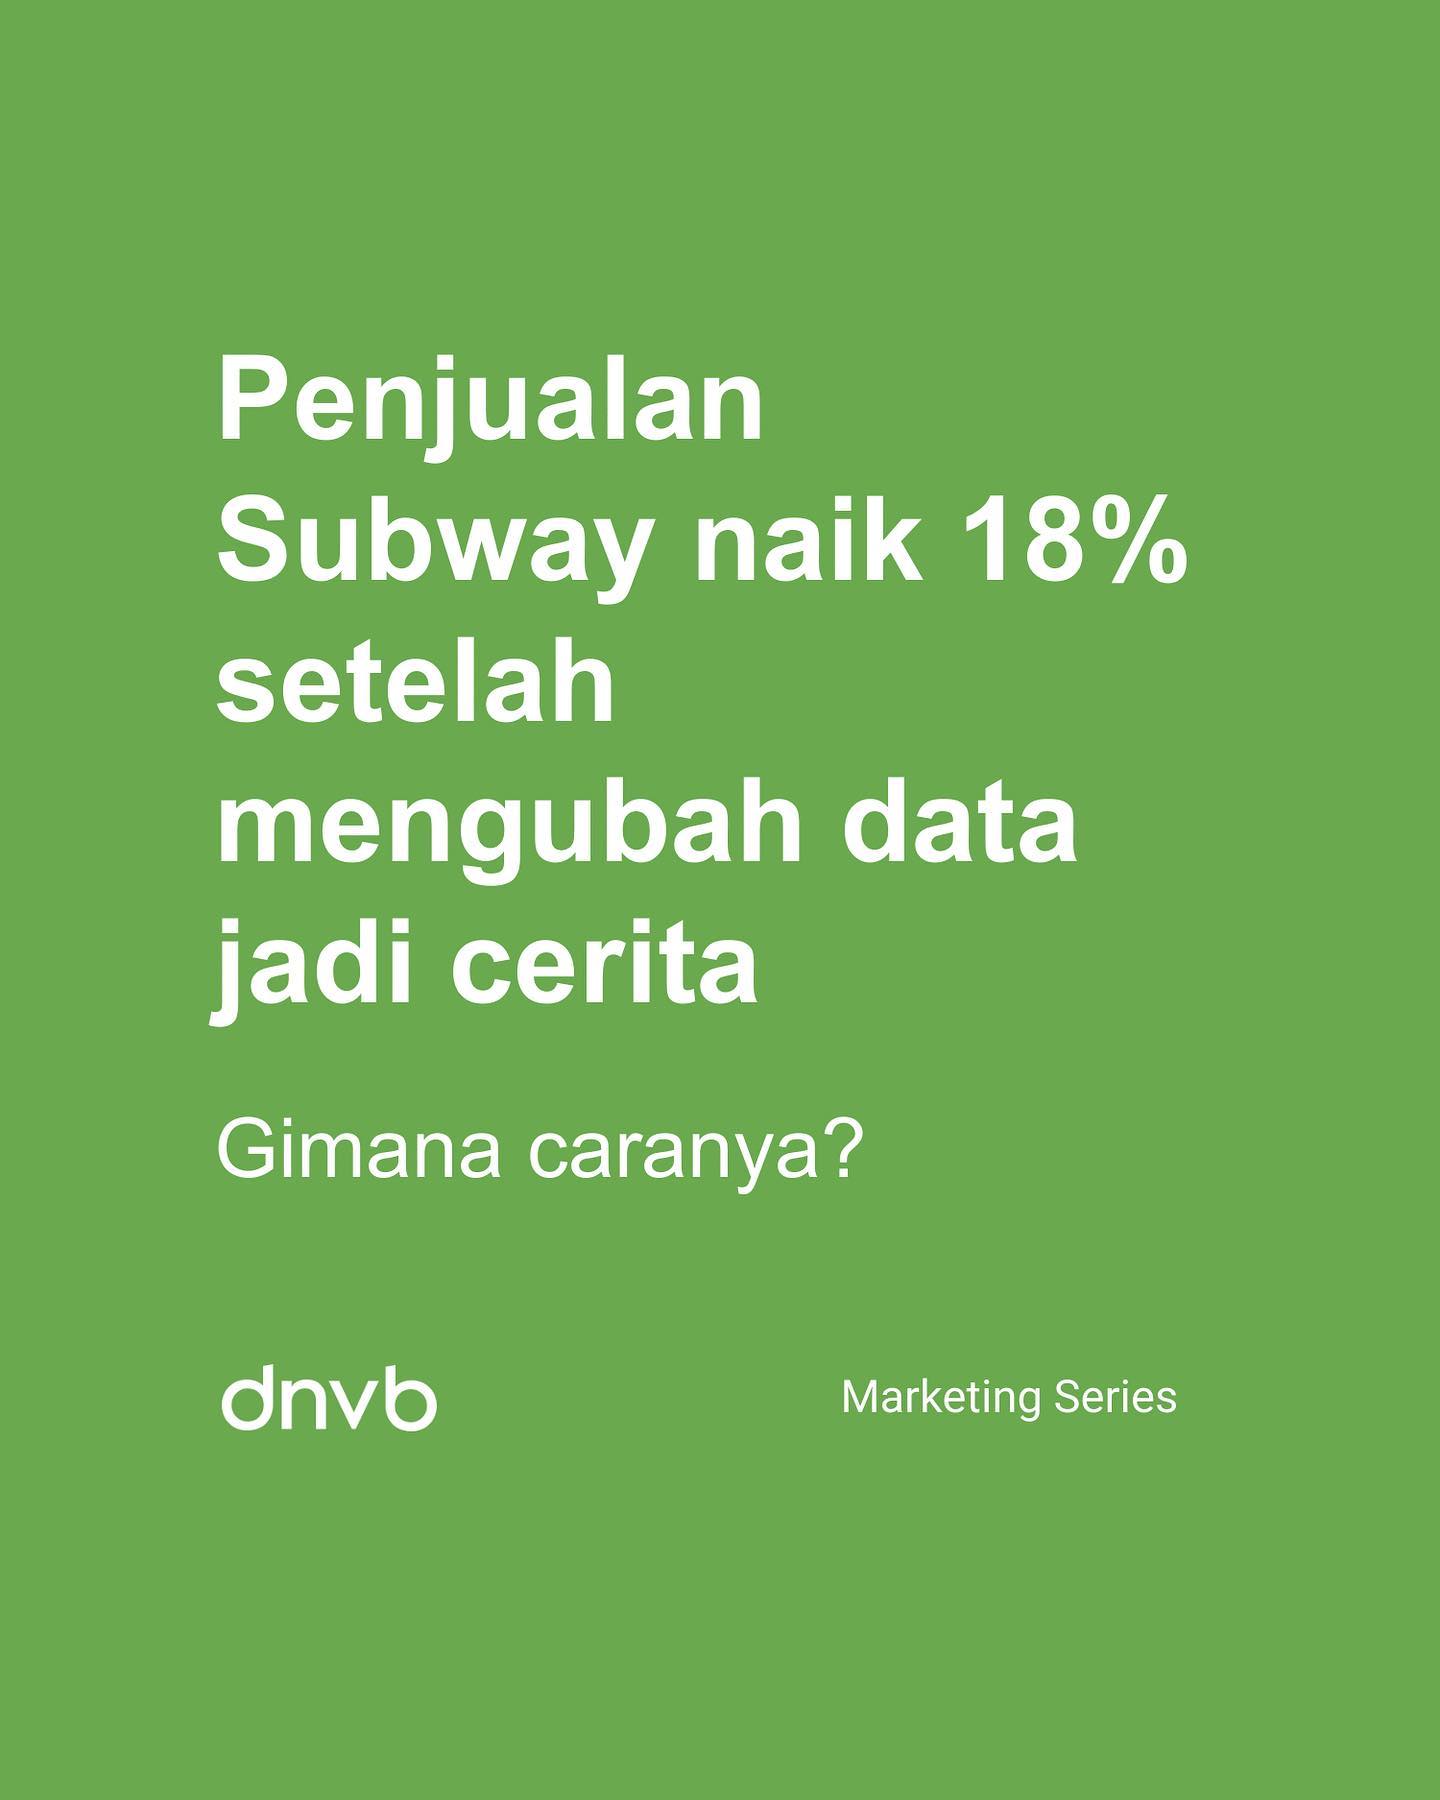 Penjualan
Subway naik 18%
setelah
mengubah data
jadi cerita
Gimana caranya?
dnvb
Marketing Series